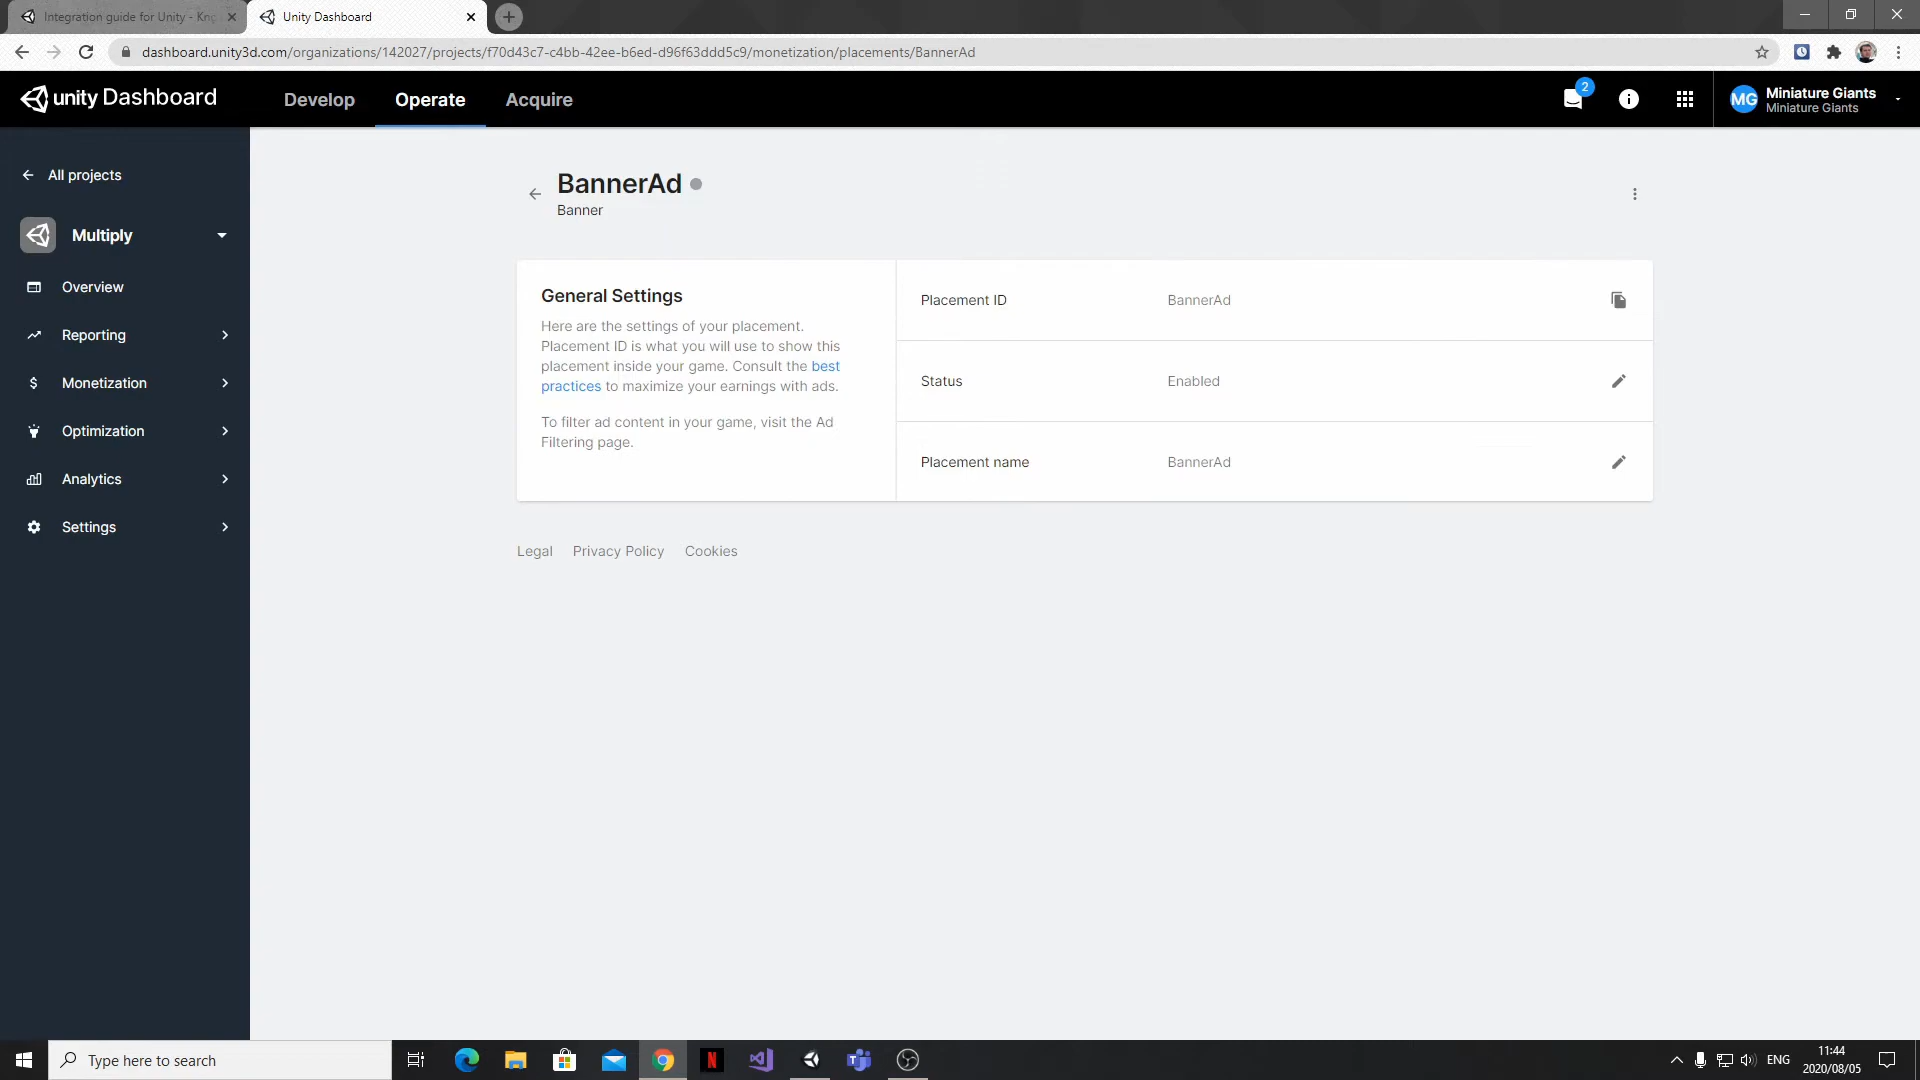 Integration guide for Unity - Kn
Unity Dashboard
dashboard.unity3d.com/organizations/142027/projects/f70d43c7-c4bb-42ee-b6ed-d96f63ddd5c9/monetization/placements/BannerAd
unity Dashboard
Develop
Operate
Acquire
2
MG
Miniature Giants
Miniature Giants
All projects
Multiply
Overview
Reporting
Monetization
Optimization
Analytics
Settings
BannerAd
Banner
General Settings
Here are the settings of your placement.
Placement ID is what you will use to show this
placement inside your game. Consult the best
practices to maximize your earnings with ads.
To filter ad content in your game, visit the Ad
Filtering page.
Placement ID
BannerAd
Status
Enabled
Placement name
BannerAd
Legal
Privacy Policy
Cookies
Type here to search
ENG
11:44
2020/08/05